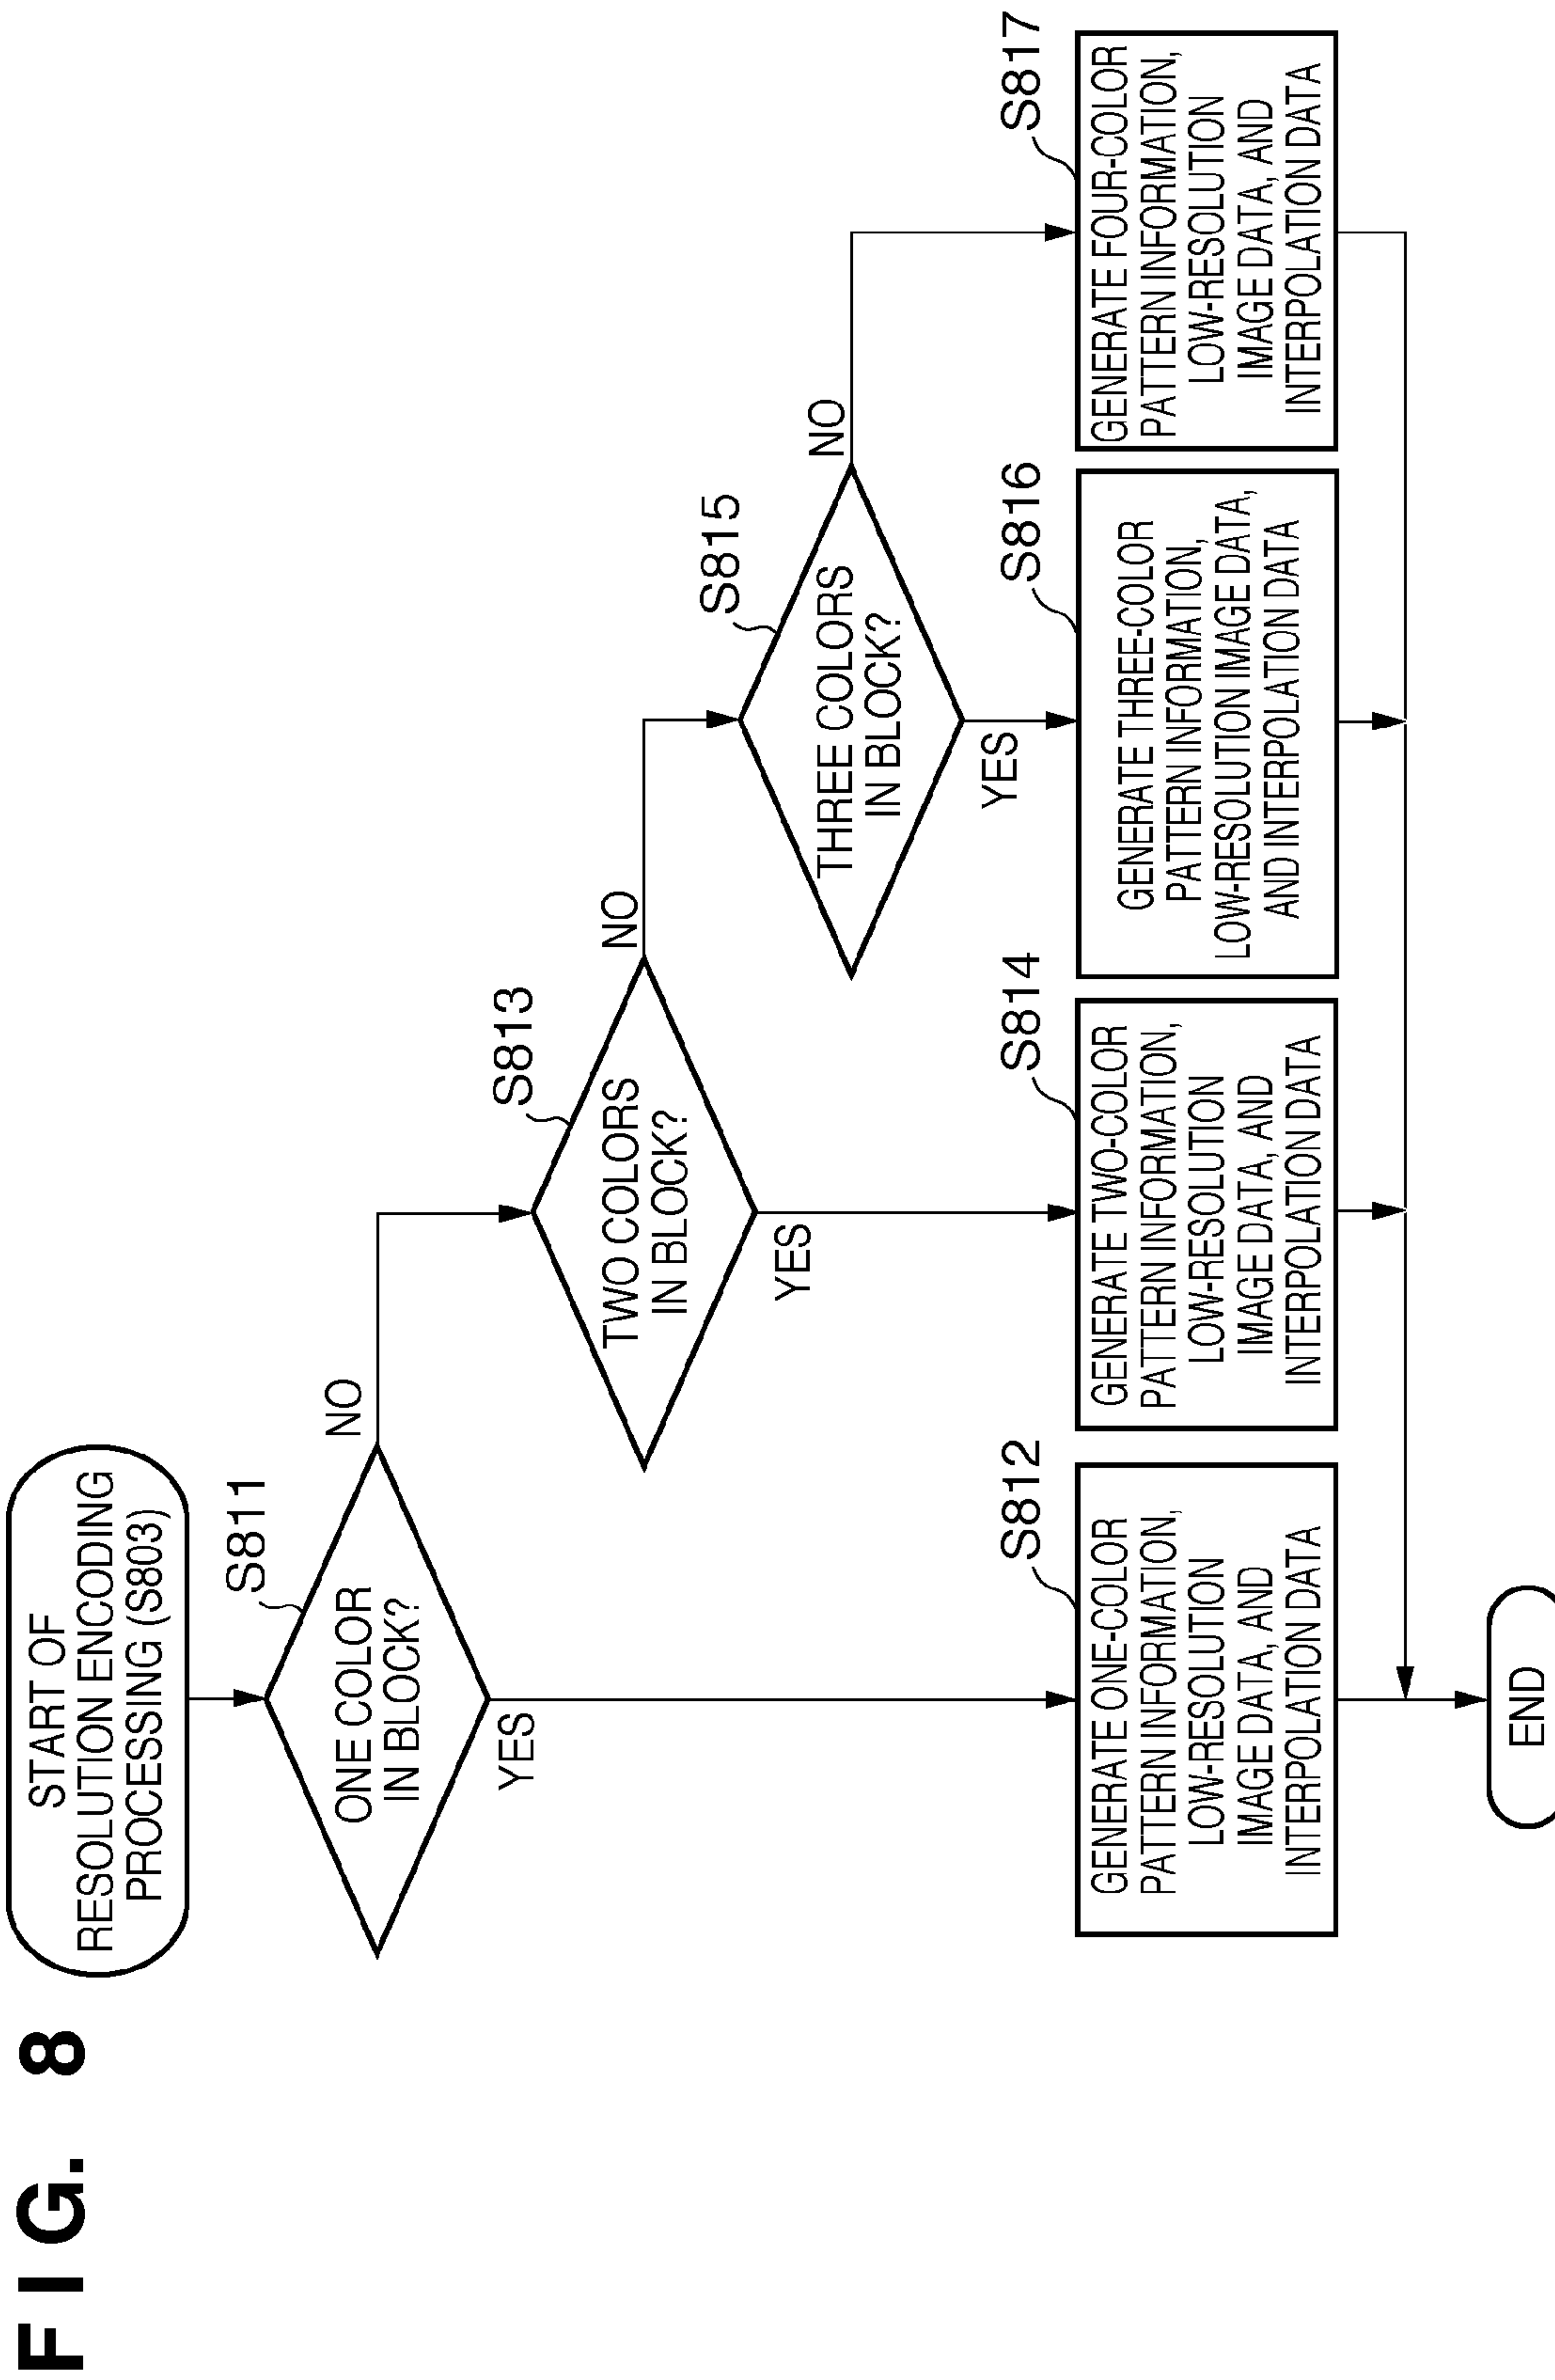 FIG. 8
START OF
RESOLUTION ENCODING
PROCESSING (S803)
S811
ONE COLOR
IN BLOCK?
NO
YES
S813
TWO COLORS
IN BLOCK?
NO
YES
S815
THREE COLORS
IN BLOCK?
NO
YES
S812
GENERATE ONE-COLOR
PATTERN INFORMATION,
LOW-RESOLUTION
IMAGE DATA, AND
INTERPOLATION DATA
S814
GENERATE TWO-COLOR
PATTERN INFORMATION,
LOW-RESOLUTION
IMAGE DATA, AND
INTERPOLATION DATA
S816
GENERATE THREE-COLOR
PATTERN INFORMATION,
LOW-RESOLUTION IMAGE DATA,
AND INTERPOLATION DATA
S817
GENERATE FOUR-COLOR
PATTERN INFORMATION,
LOW-RESOLUTION
IMAGE DATA, AND
INTERPOLATION DATA
END